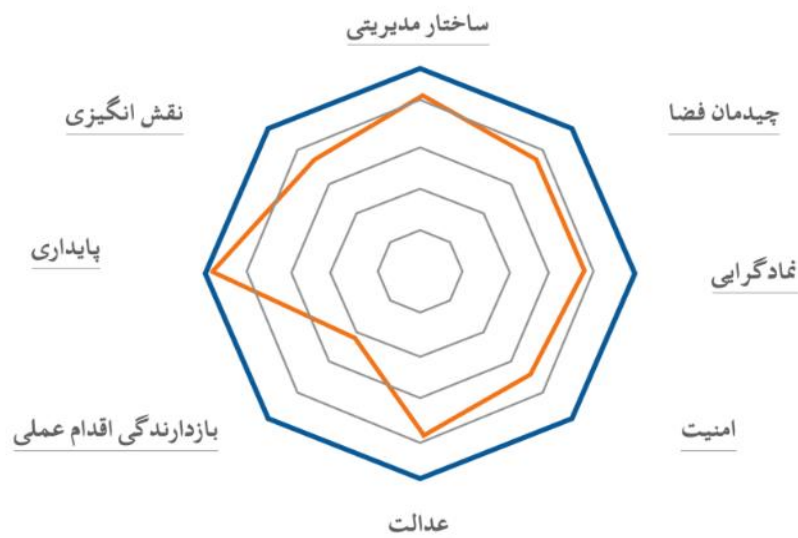 ساختار مدیریتی
چیدمان فضا
نقش انگیزی
نمادگرایی
پایداری
امنیت
بازدارندگی اقدام عملی
عدالت